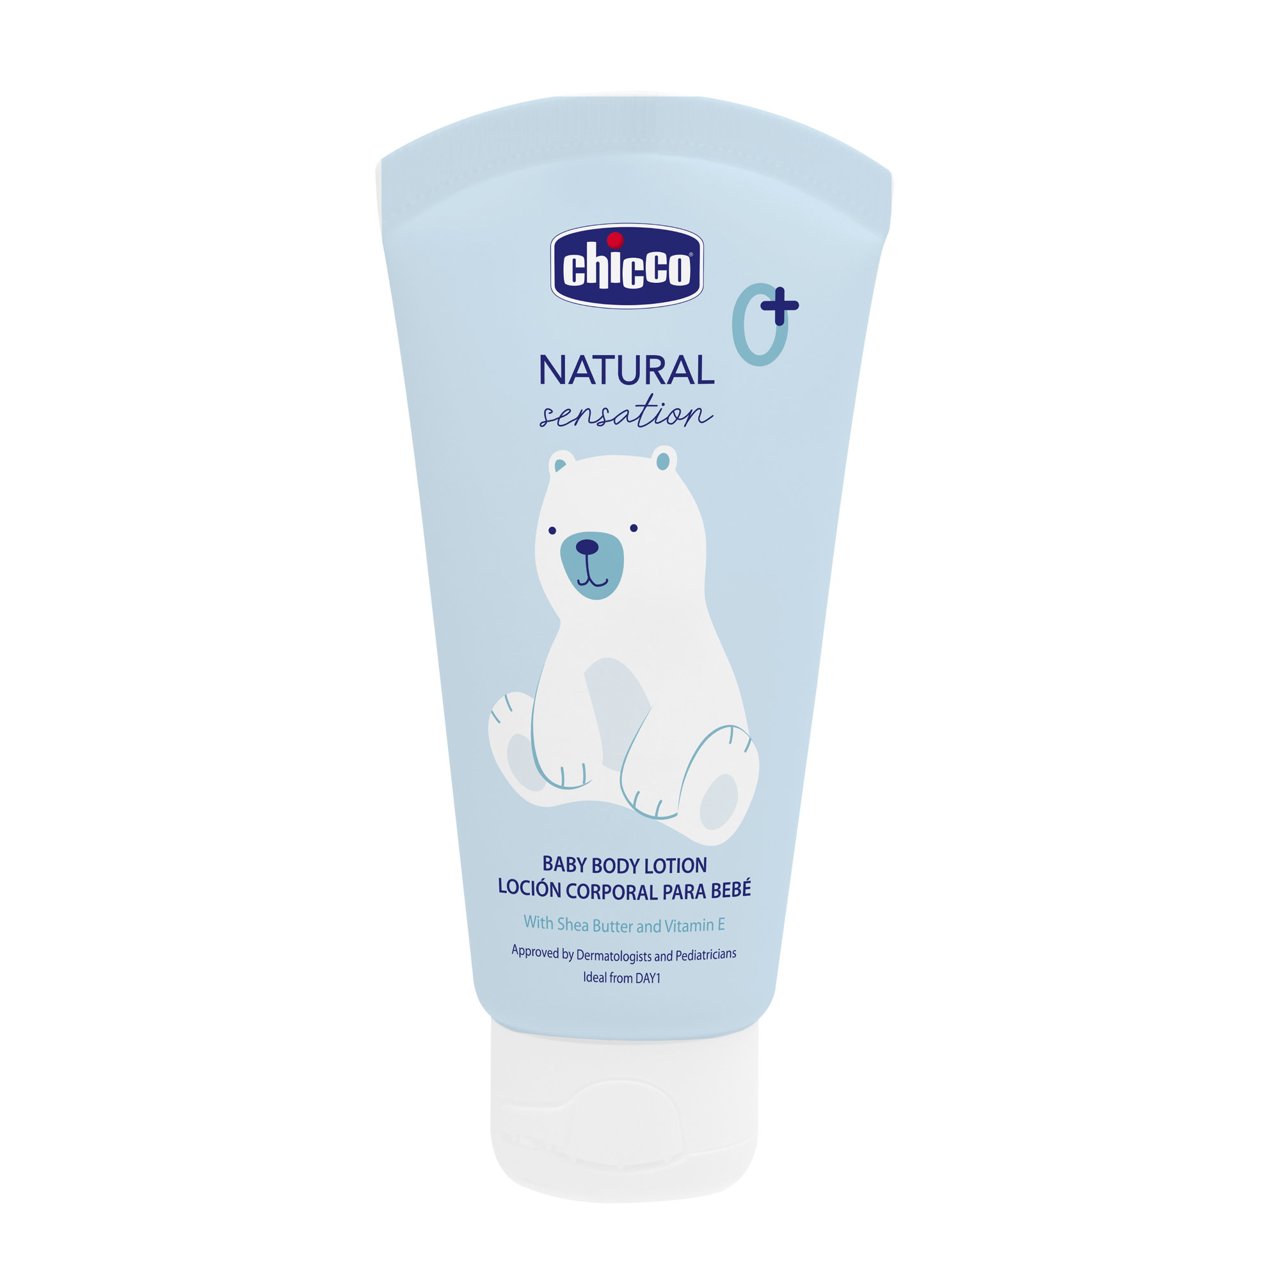 chicco
0+
NATURAL
sensation
BABY BODY LOTION
LOCIÓN CORPORAL PARA BEBÉ
With Shea Butter and Vitamin E
Approved by Dermatologists and Pediatricians
Ideal from DAY1